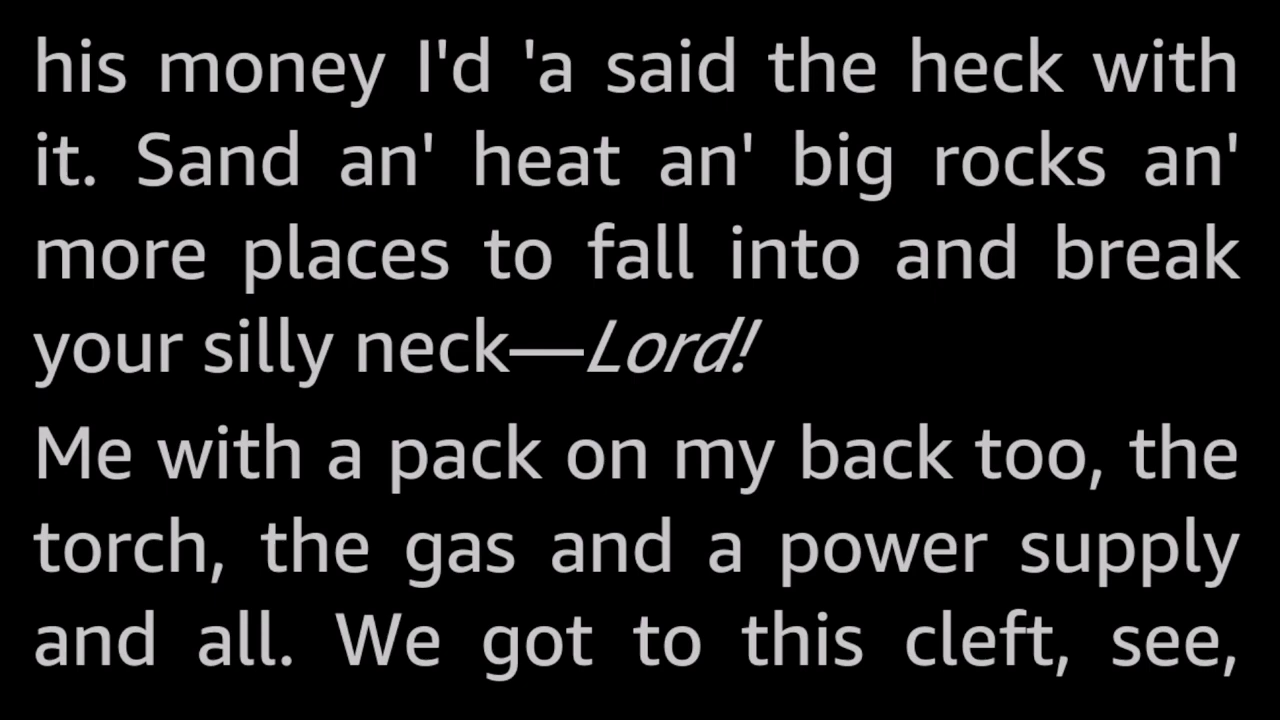 his money I'd 'a said the heck with
it. Sand an' heat an' big rocks an'
more places to fall into and break
your silly neck—Lord!
Me with a pack on my back too, the
torch, the gas and a power supply
and all. We got to this cleft, see,